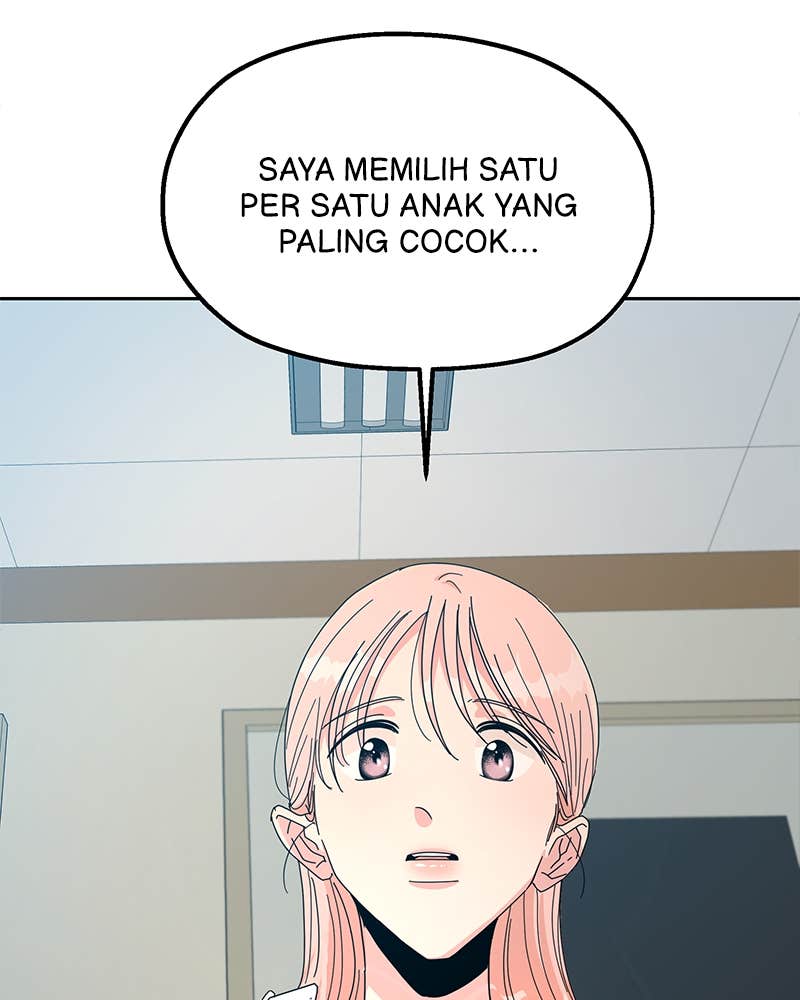 SAYA MEMILIH SATU
PER SATU ANAK YANG
PALING COCOK...